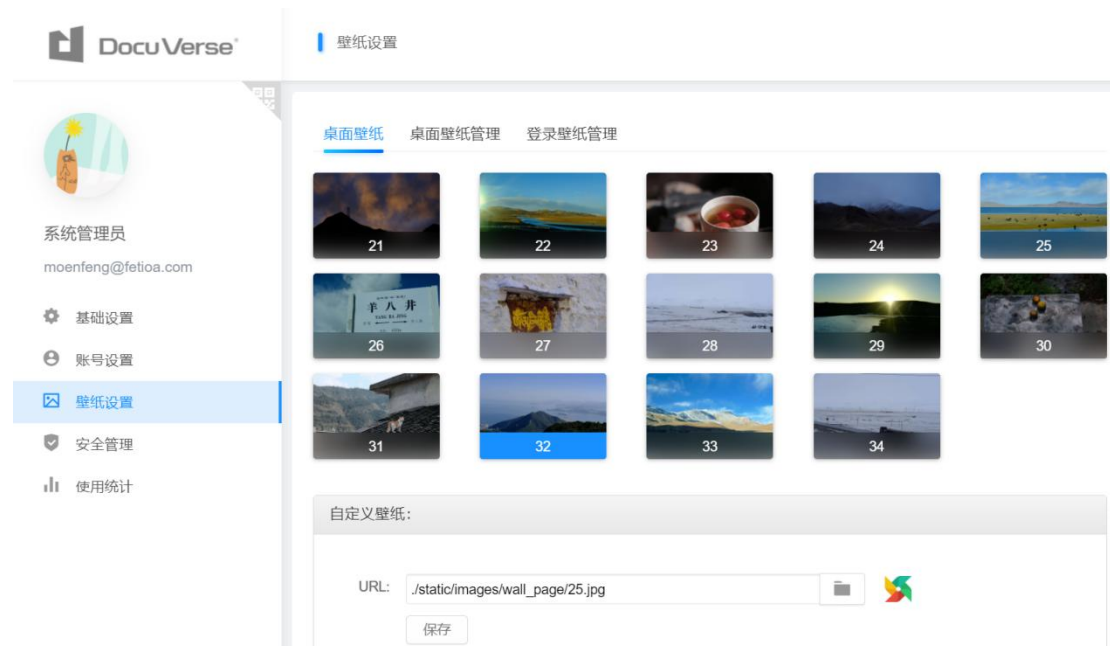 DocuVerse
壁纸设置
系统管理员
moenfeng@fetioa.com
基础设置
账号设置
壁纸设置
安全管理
使用统计
桌面壁纸 桌面壁纸管理 登录壁纸管理
21 22 23 24 25
羊八井
26 27 28 29 30
31 32 33 34
自定义壁纸:
URL: ./static/images/wall_page/25.jpg
保存